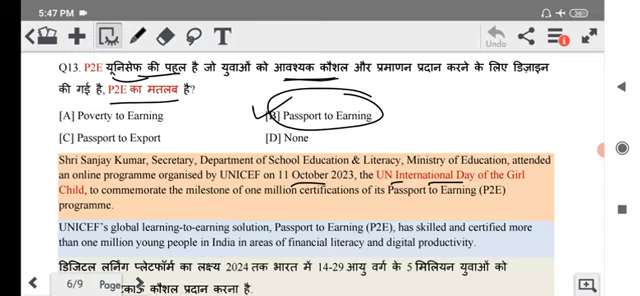 5:47 PM
36
Undo
Q13. P2E यूनिसेफ की पहल है जो युवाओं को आवश्यक कौशल और प्रमाणन प्रदान करने के लिए डिज़ाइन
की गई है, P2E का मतलब है?
[A] Poverty to Earning
[B] Passport to Earning
[C] Passport to Export
[D] None
Shri Sanjay Kumar, Secretary, Department of School Education & Literacy, Ministry of Education, attended
an online programme organised by UNICEF on 11 October 2023, the UN International Day of the Girl
Child, to commemorate the milestone of one million certifications of its Passport to Earning (P2E)
programme.
UNICEF's global learning-to-earning solution, Passport to Earning (P2E), has skilled and certified more
than one million young people in India in areas of financial literacy and digital productivity.
डिजिटल लर्निंग प्लेटफॉर्म का लक्ष्य 2024 तक भारत में 14-29 आयु वर्ग के 5 मिलियन युवाओं को
6/9 Page
कौशल प्रदान करना है.